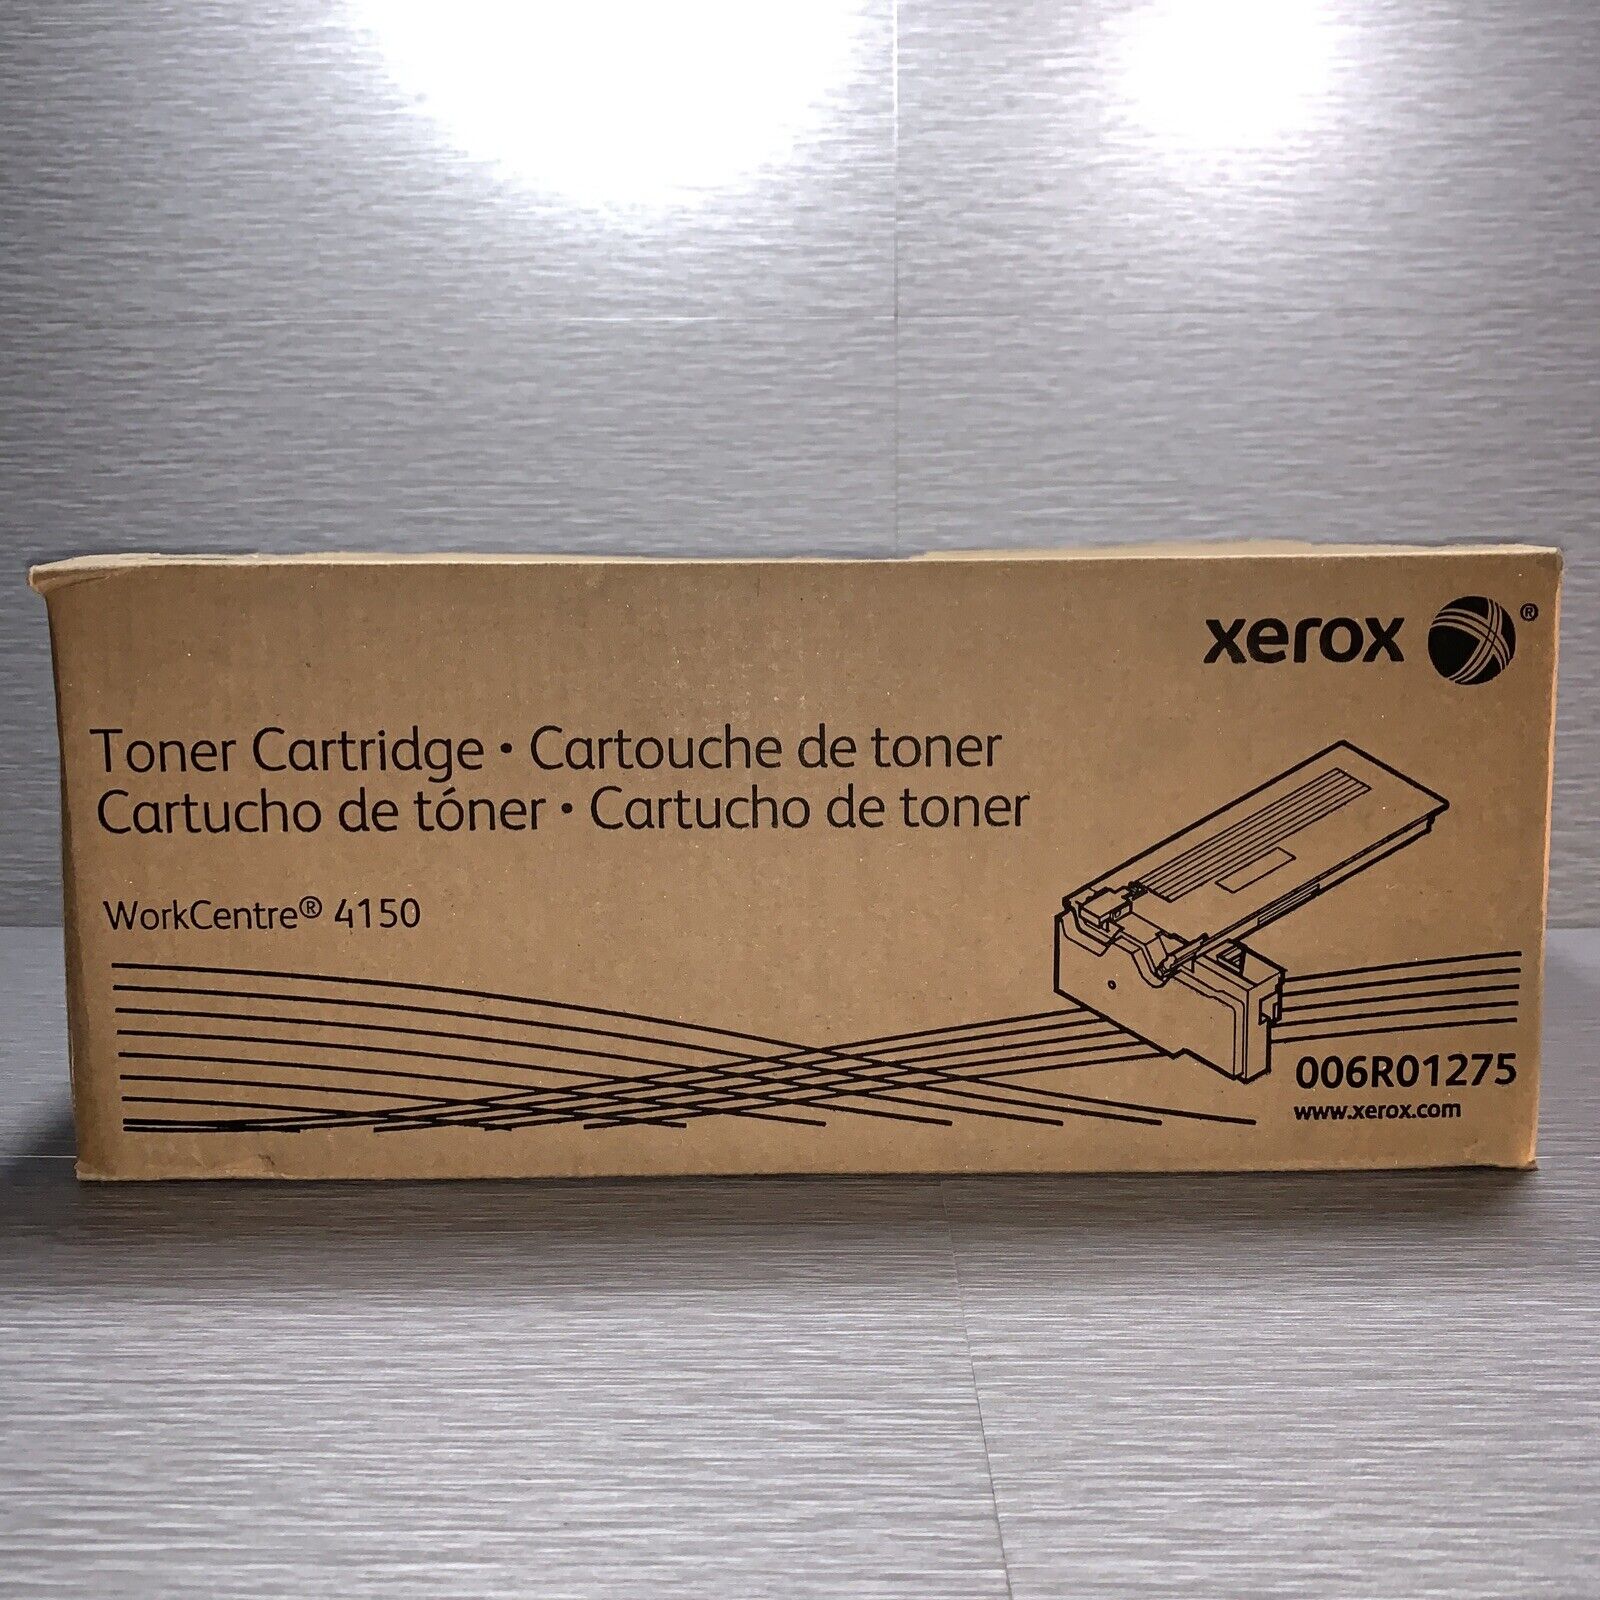 xerox ®
Toner Cartridge • Cartouche de toner
Cartucho de tóner • Cartucho de toner
WorkCentre® 4150
006R01275
www.xerox.com